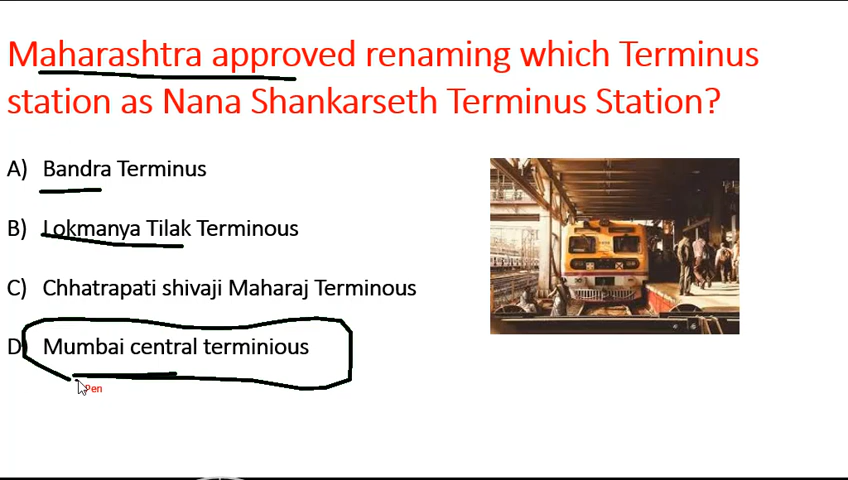 Maharashtra approved renaming which Terminus
station as Nana Shankarseth Terminus Station?
A) Bandra Terminus
B) Lokmanya Tilak Terminous
C) Chhatrapati shivaji Maharaj Terminous
D) Mumbai central terminious
Pen